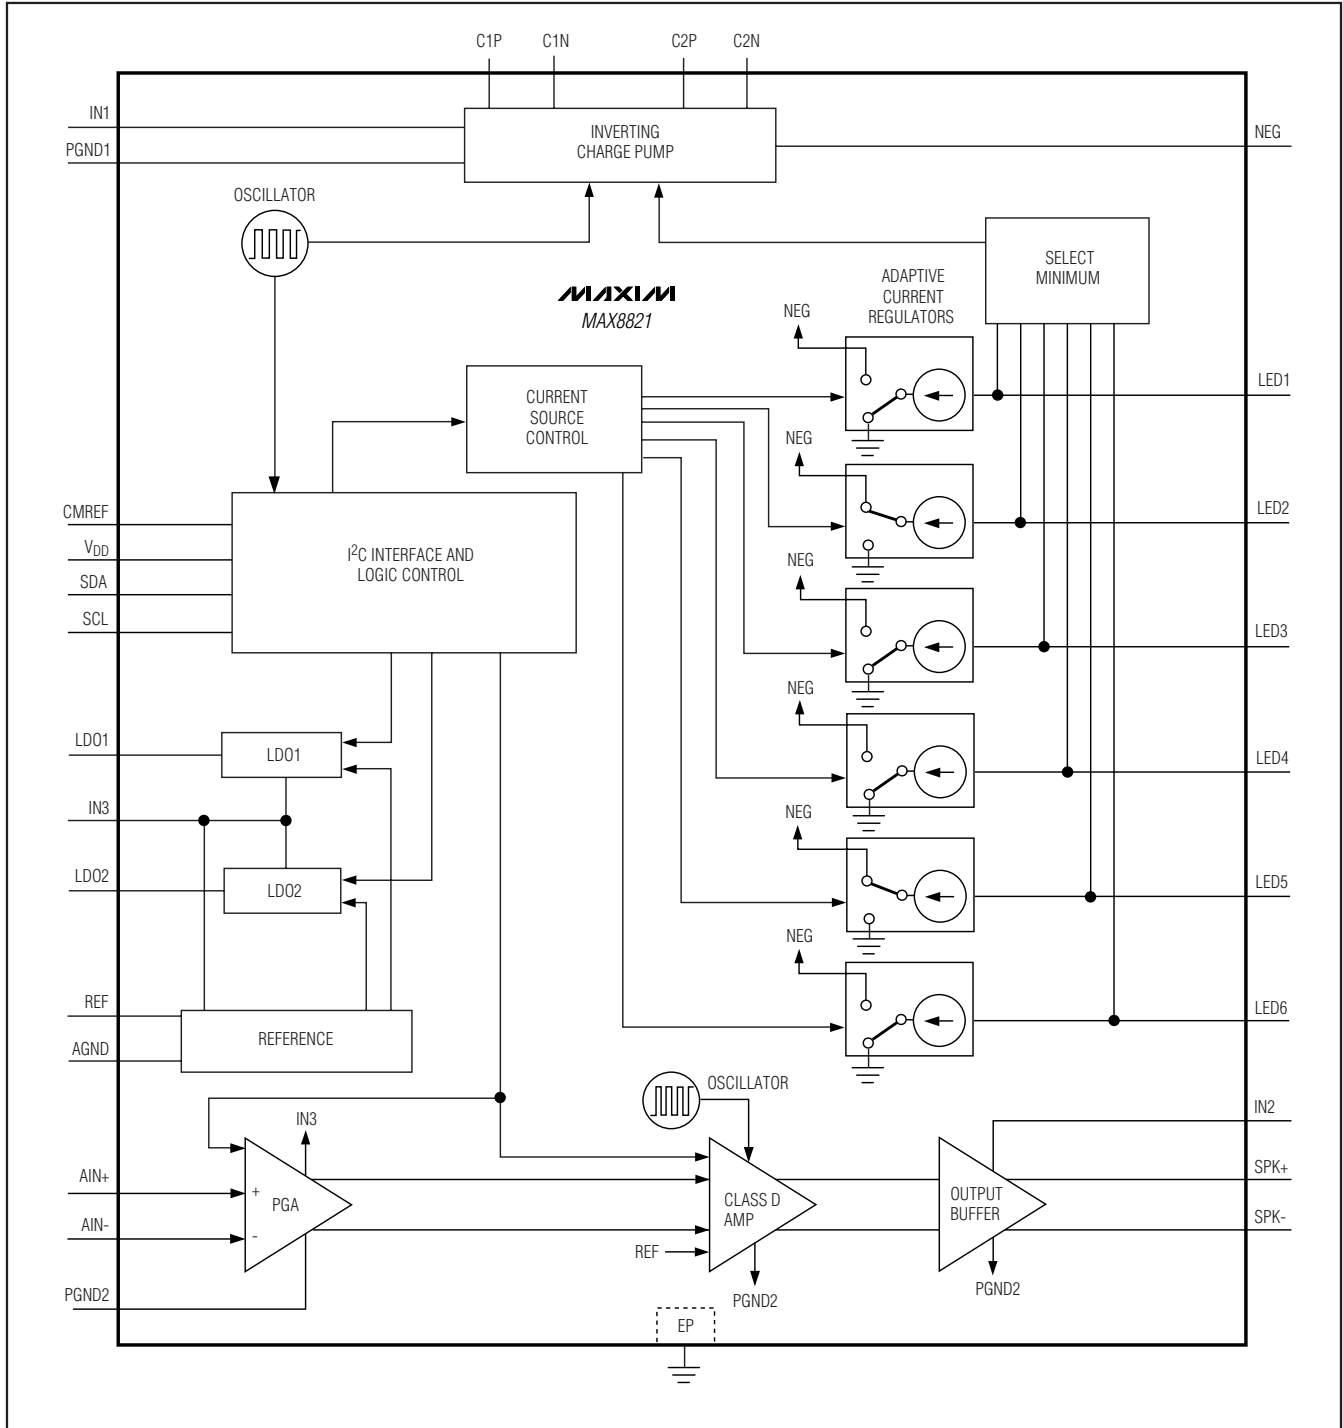 C1P C1N C2P C2N
IN1
PGND1
INVERTING
CHARGE PUMP
NEG
OSCILLATOR
SELECT
MINIMUM
MAXIM
MAX8821
ADAPTIVE
CURRENT
REGULATORS
NEG
LED1
CURRENT
SOURCE
CONTROL
NEG
LED2
CMREF
VDD
SDA
SCL
I2C INTERFACE AND
LOGIC CONTROL
NEG
LED3
NEG
LED4
LDO1
LDO1
IN3
NEG
LED5
LDO2
LDO2
NEG
LED6
REF
AGND
REFERENCE
OSCILLATOR
IN3
IN2
AIN+
AIN-
+
-
PGA
CLASS D
AMP
OUTPUT
BUFFER
SPK+
SPK-
REF
PGND2
PGND2
PGND2
EP